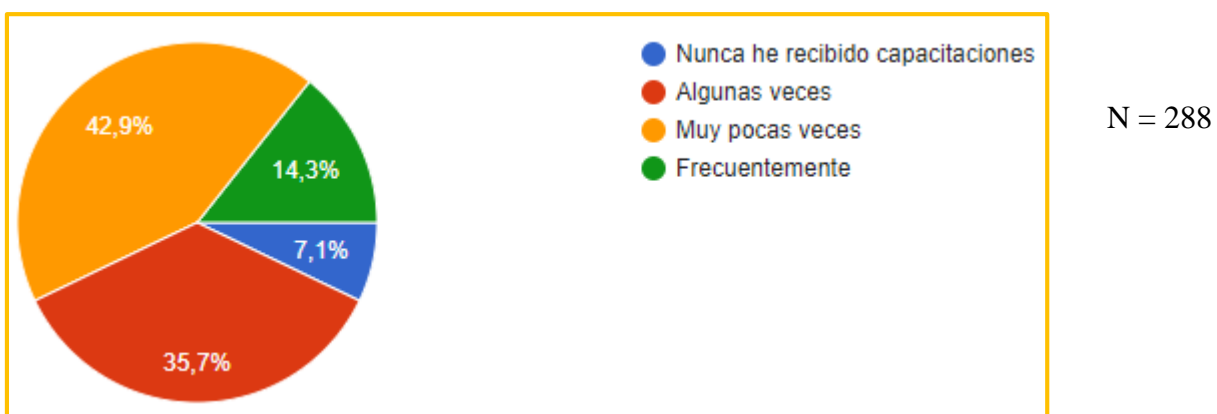 Nunca he recibido capacitaciones
Algunas veces
Muy pocas veces
Frecuentemente
N = 288
42,9%
14,3%
7,1%
35,7%